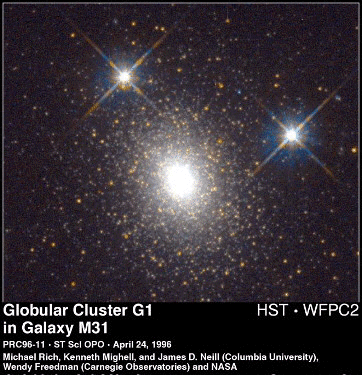 Globular Cluster G1 HST • WFPC2
in Galaxy M31
PRC96-11 • ST ScI OPO • April 24, 1996
Michael Rich, Kenneth Mighell, and James D. Neill (Columbia University),
Wendy Freedman (Carnegie Observatories) and NASA